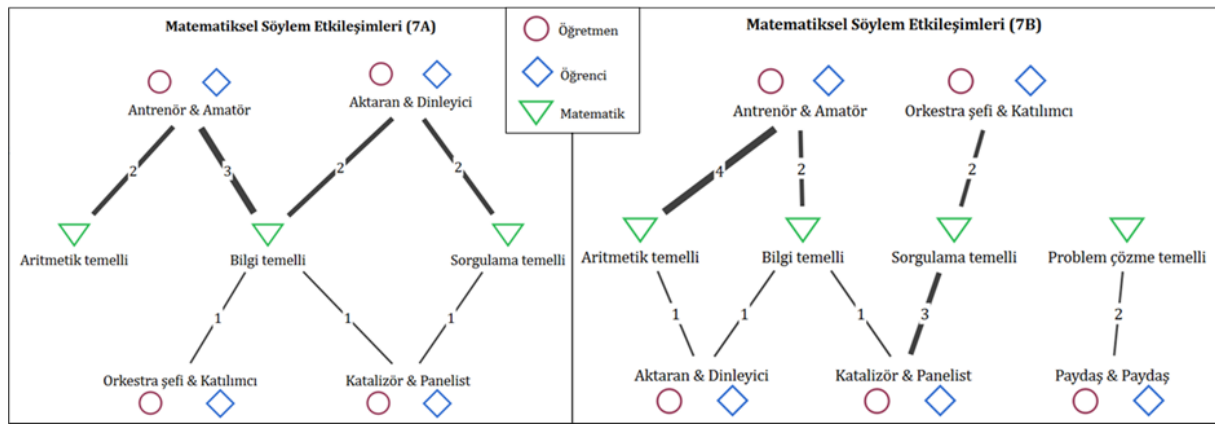 Matematiksel Söylem Etkileşimleri (7A)
Antrenör & Amatör
Aktaran & Dinleyici
2
3
2
2
Aritmetik temelli
Bilgi temelli
Sorgulama temelli
1
1
1
Orkestra şefi & Katılımcı
Katalizör & Panelist
Öğretmen
Öğrenci
Matematik
Matematiksel Söylem Etkileşimleri (7B)
Antrenör & Amatör
Orkestra şefi & Katılımcı
4
2
2
Aritmetik temelli
Bilgi temelli
Sorgulama temelli
Problem çözme temelli
1
1
1
3
2
Aktaran & Dinleyici
Katalizör & Panelist
Paydaş & Paydaş